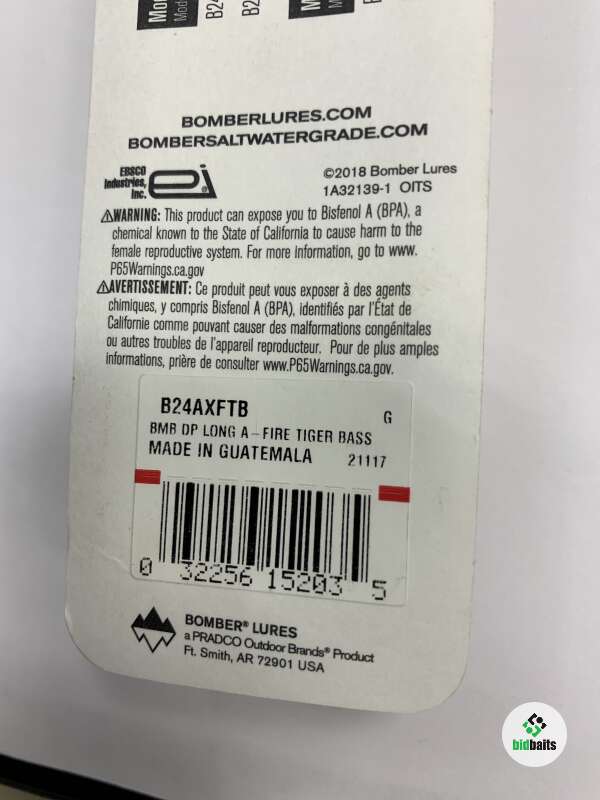 BOMBERLURES.COM
BOMBERSALTWATERGRADE.COM
EBSCO
Industries,
Inc.
ei
©2018 Bomber Lures
1A32139-1 OITS
⚠WARNING: This product can expose you to Bisfenol A (BPA), a
chemical known to the State of California to cause harm to the
female reproductive system. For more information, go to www.
P65Warnings.ca.gov
⚠AVERTISSEMENT: Ce produit peut vous exposer à des agents
chimiques, y compris Bisfenol A (BPA), identifiés par l'État de
Californie comme pouvant causer des malformations congénitales
ou autres troubles de l'appareil reproducteur. Pour de plus amples
informations, prière de consulter www.P65Warnings.ca.gov.
B24AXFTB
G
BMB DP LONG A-FIRE TIGER BASS
MADE IN GUATEMALA 21117
0 32256 15203 5
BOMBER® LURES
a PRADCO Outdoor Brands® Product
Ft. Smith, AR 72901 USA
bidbaits